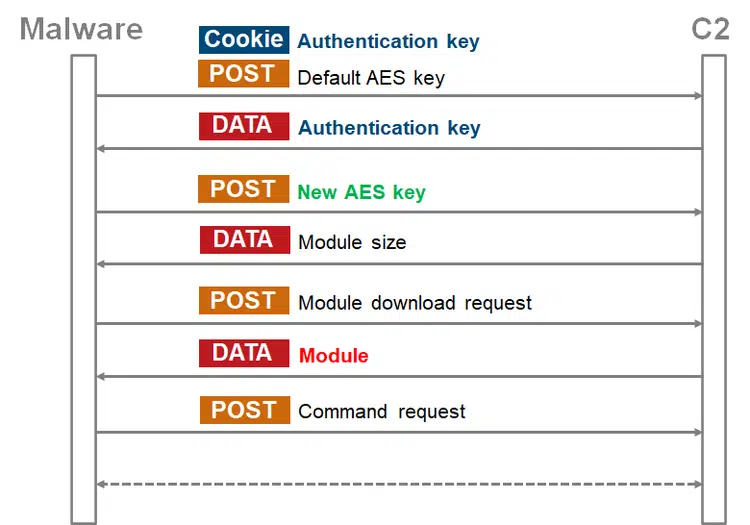 Malware C2
Cookie Authentication key
POST Default AES key
DATA Authentication key
POST New AES key
DATA Module size
POST Module download request
DATA Module
POST Command request